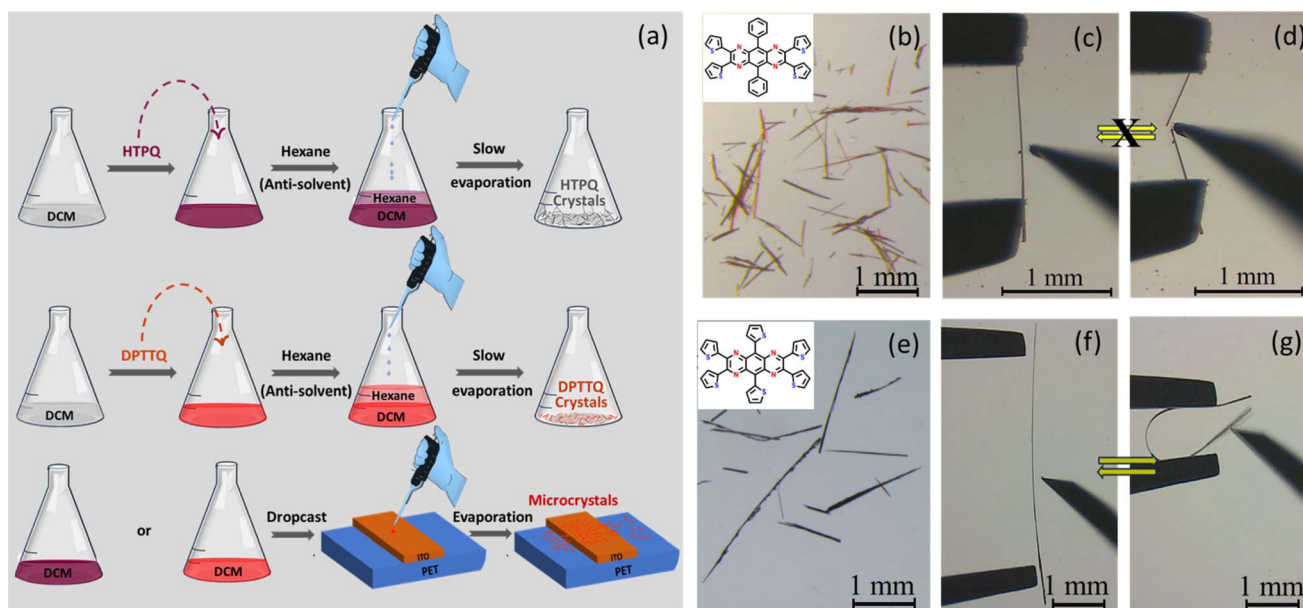 (a)
HTPQ
Hexane
(Anti-solvent)
Slow
evaporation
Hexane
DCM
DCM
HTPQ
Crystals
DPTTQ
Hexane
(Anti-solvent)
Slow
evaporation
Hexane
DCM
DCM
DPTTQ
Crystals
DCM
or
DCM
Dropcast
Evaporation
Microcrystals
ITO
PET
ITO
PET
(b)
N
N
N
N
S
S
S
S
1 mm
(c)
1 mm
X
(d)
1 mm
(e)
S
S
S
N
N
N
N
S
S
S
1 mm
(f)
1 mm
(g)
1 mm